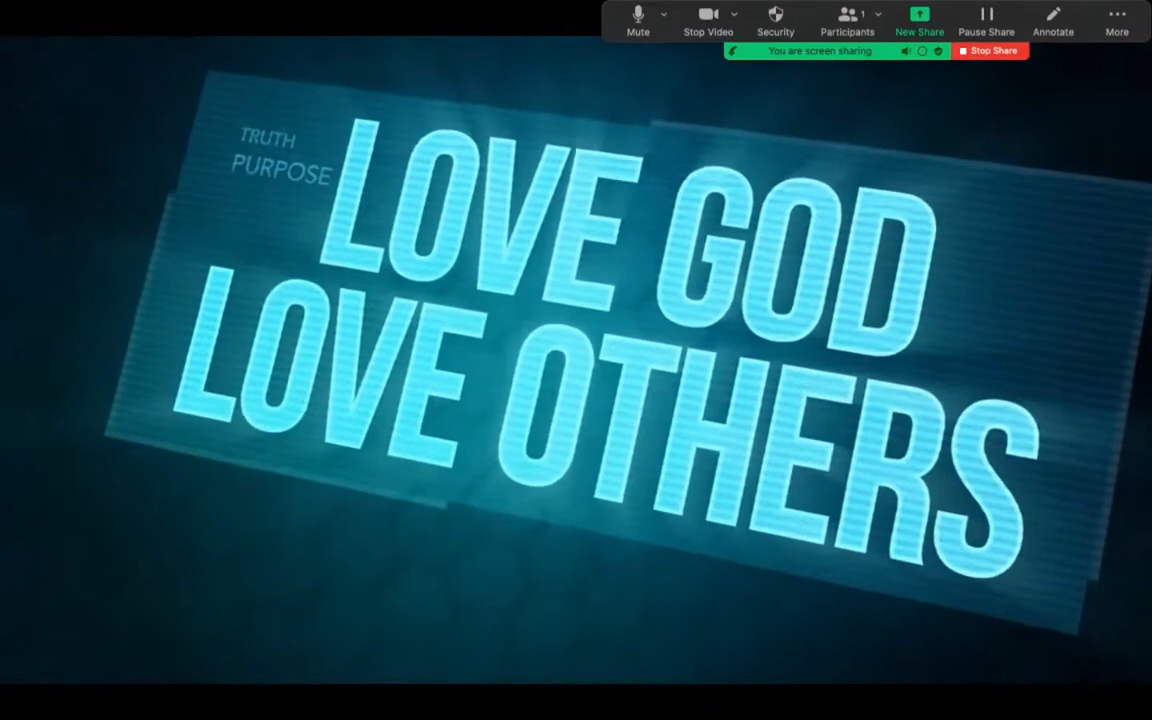 Mute
Stop Video
Security
Participants
1
New Share
Pause Share
Annotate
More
You are screen sharing
Stop Share
TRUTH
PURPOSE
LOVE GOD
LOVE OTHERS